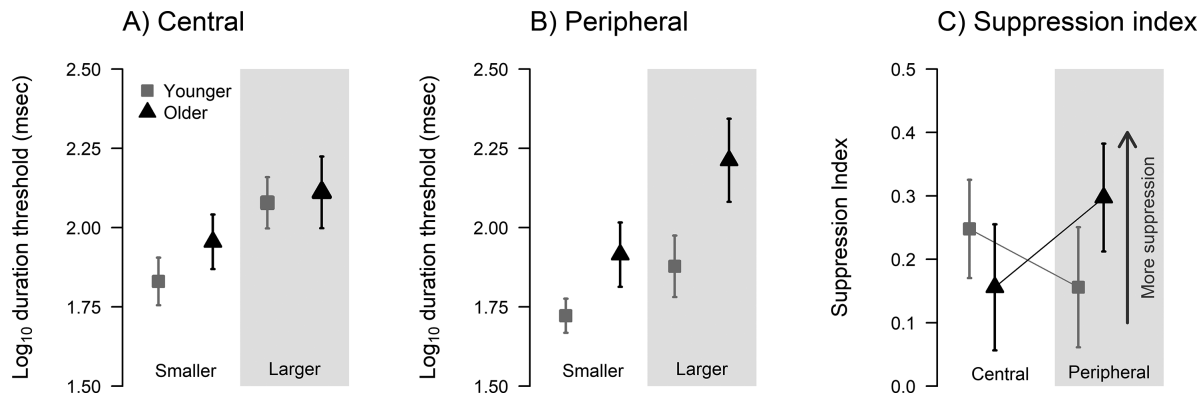 A) Central
Log10 duration threshold (msec)
2.50
2.25
2.00
1.75
1.50
Younger
Older
Smaller
Larger
B) Peripheral
Log10 duration threshold (msec)
2.50
2.25
2.00
1.75
1.50
Smaller
Larger
C) Suppression index
Suppression Index
0.5
0.4
0.3
0.2
0.1
0.0
More suppression
Central
Peripheral